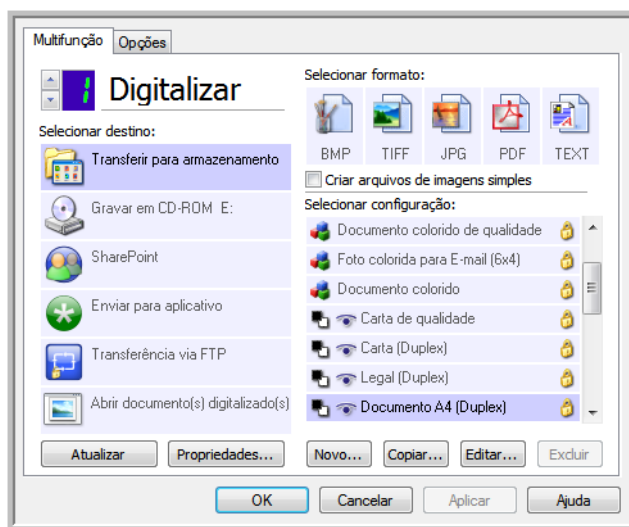 Multifunção
Opções
1
Digitalizar
Selecionar destino:
Transferir para armazenamento
Gravar em CD-ROM E:
SharePoint
Enviar para aplicativo
Transferência via FTP
Abrir documento(s) digitalizado(s)
Atualizar
Propriedades...
Selecionar formato:
BMP
TIFF
JPG
PDF
TEXT
Criar arquivos de imagens simples
Selecionar configuração:
Documento colorido de qualidade
Foto colorida para E-mail (6x4)
Documento colorido
Carta de qualidade
Carta (Duplex)
Legal (Duplex)
Documento A4 (Duplex)
Novo...
Copiar...
Editar...
Excluir
OK
Cancelar
Aplicar
Ajuda